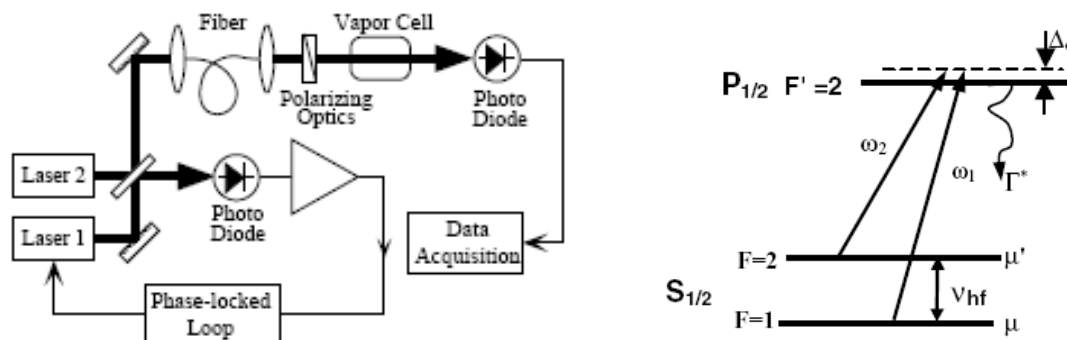 Fiber
Vapor Cell
Polarizing
Optics
Photo
Diode
Laser 2
Laser 1
Photo
Diode
Data
Acquisition
Phase-locked
Loop
P1/2 F' =2
Δ
ω2
ω1
Γ*
F=2
μ'
S1/2
νhf
F=1
μ